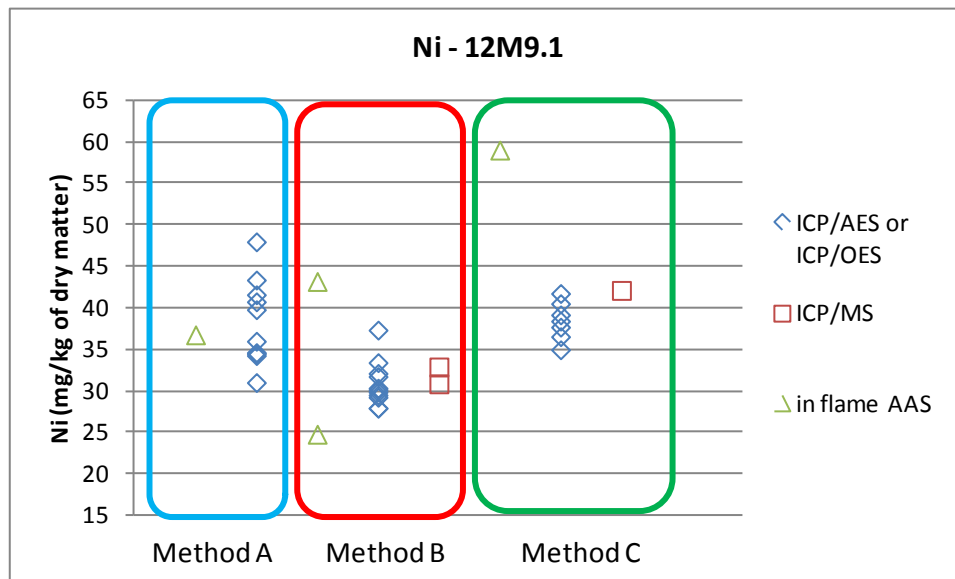 Ni - 12M9.1
Ni (mg/kg of dry matter)
65
60
55
50
45
40
35
30
25
20
15
Method A
Method B
Method C
ICP/AES or
ICP/OES
ICP/MS
in flame AAS